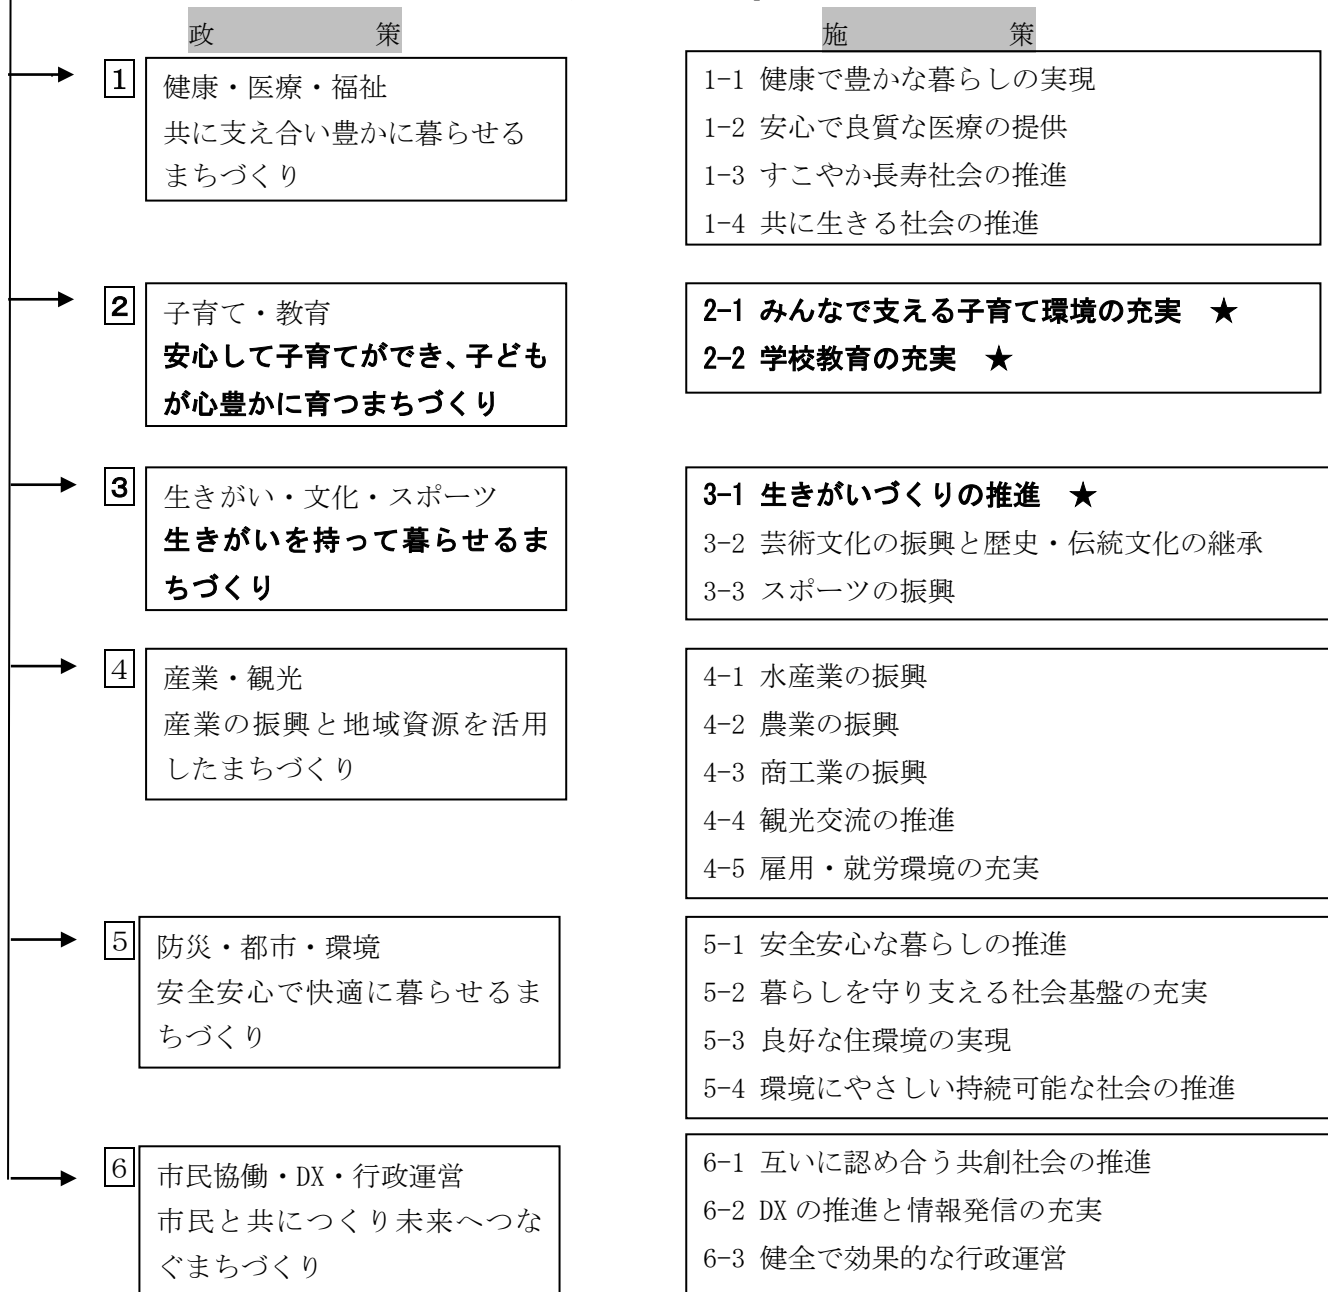 政　　　　　策
施　　　　　策
1
健康・医療・福祉
共に支え合い豊かに暮らせる
まちづくり
1-1 健康で豊かな暮らしの実現
1-2 安心で良質な医療の提供
1-3 すこやか長寿社会の推進
1-4 共に生きる社会の推進
2
子育て・教育
安心して子育てができ、子ども
が心豊かに育つまちづくり
2-1 みんなで支える子育て環境の充実　★
2-2 学校教育の充実　★
3
生きがい・文化・スポーツ
生きがいを持って暮らせるま
ちづくり
3-1 生きがいづくりの推進　★
3-2 芸術文化の振興と歴史・伝統文化の継承
3-3 スポーツの振興
4
産業・観光
産業の振興と地域資源を活用
したまちづくり
4-1 水産業の振興
4-2 農業の振興
4-3 商工業の振興
4-4 観光交流の推進
4-5 雇用・就労環境の充実
5
防災・都市・環境
安全安心で快適に暮らせるま
ちづくり
5-1 安全安心な暮らしの推進
5-2 暮らしを守り支える社会基盤の充実
5-3 良好な住環境の実現
5-4 環境にやさしい持続可能な社会の推進
6
市民協働・DX・行政運営
市民と共につくり未来へつな
ぐまちづくり
6-1 互いに認め合う共創社会の推進
6-2 DX の推進と情報発信の充実
6-3 健全で効果的な行政運営